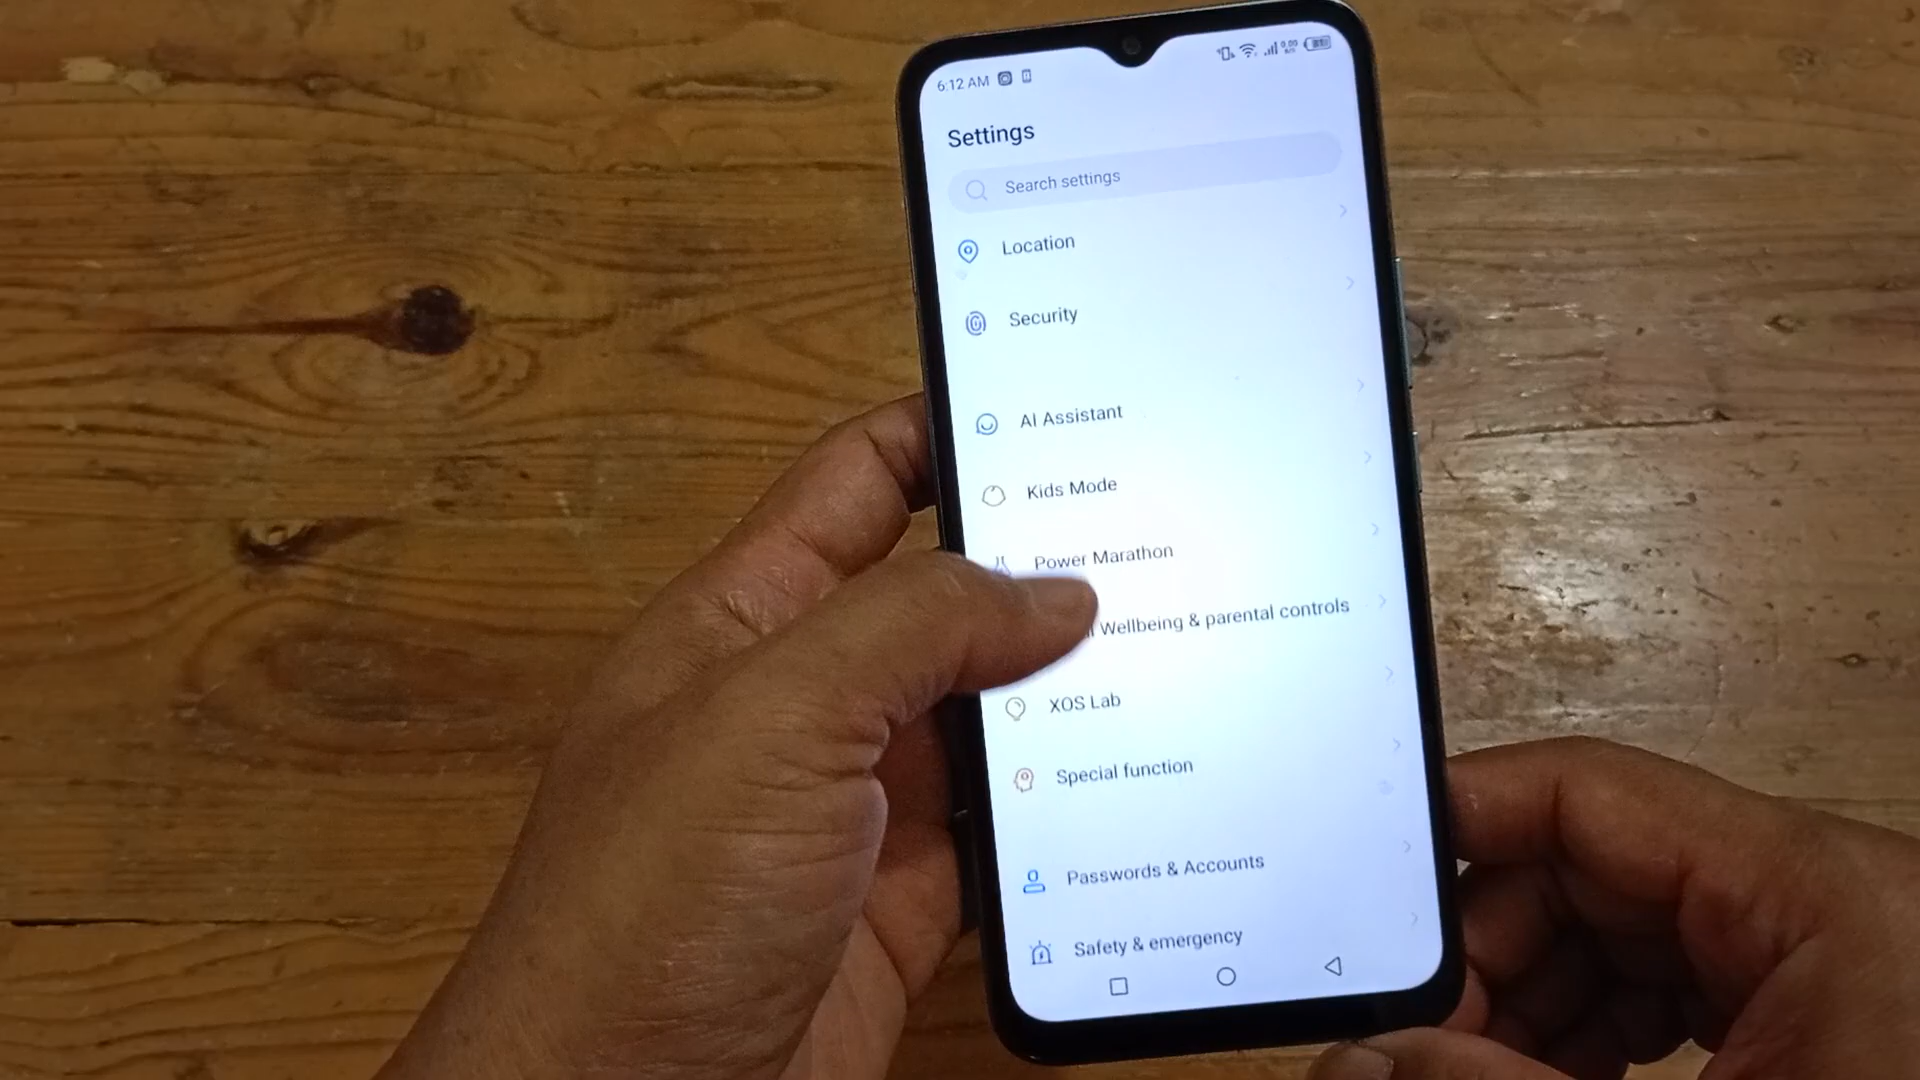 6:12 AM
Settings
Search settings
Location
Security
AI Assistant
Kids Mode
Power Marathon
Wellbeing & parental controls
XOS Lab
Special function
Passwords & Accounts
Safety & emergency